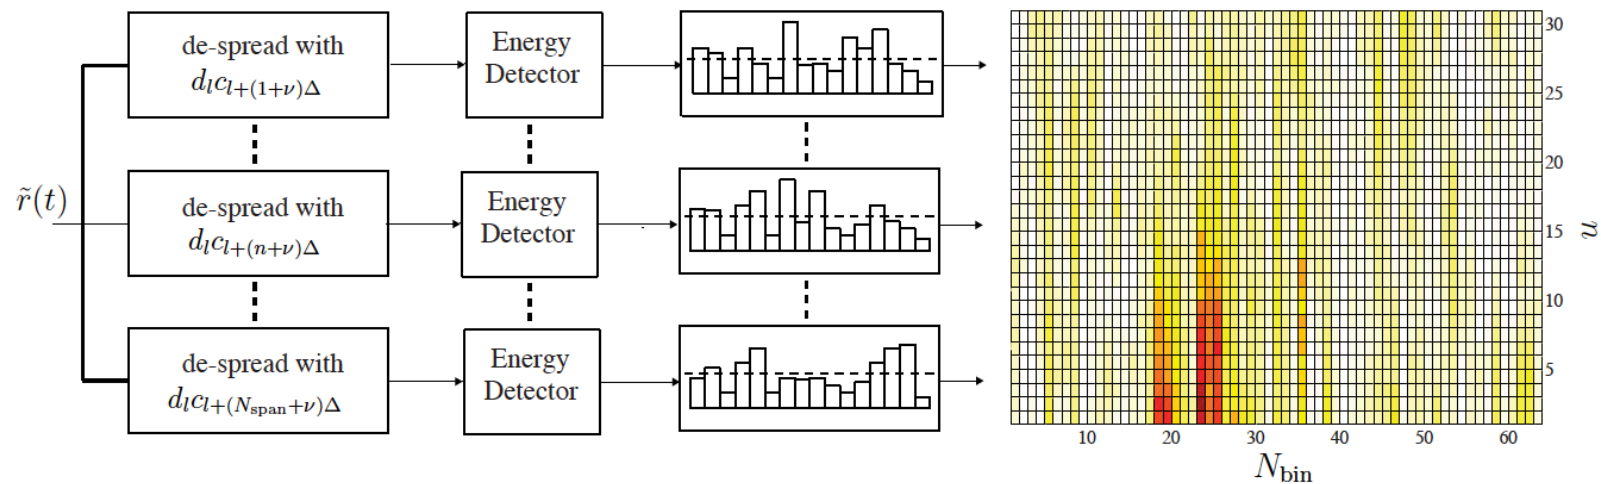 de-spread with
d_l c_{l+(1+ν)Δ}
Energy
Detector
r̃(t)
de-spread with
d_l c_{l+(n+ν)Δ}
Energy
Detector
de-spread with
d_l c_{l+(N_span+ν)Δ}
Energy
Detector
30
25
20
15
10
5
n
10 20 30 40 50 60
N_bin